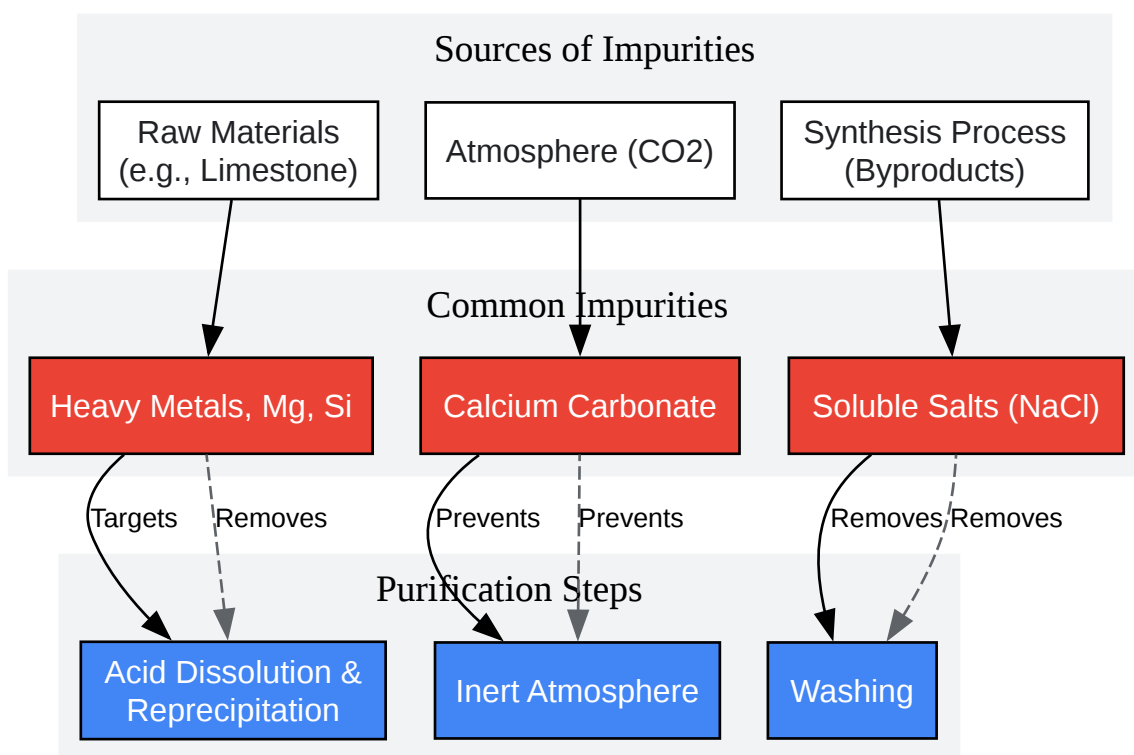 Sources of Impurities
Raw Materials
(e.g., Limestone)
Atmosphere (CO2)
Synthesis Process
(Byproducts)
Common Impurities
Heavy Metals, Mg, Si
Calcium Carbonate
Soluble Salts (NaCl)
Targets
Removes
Prevents
Prevents
Removes
Removes
Purification Steps
Acid Dissolution &
Reprecipitation
Inert Atmosphere
Washing